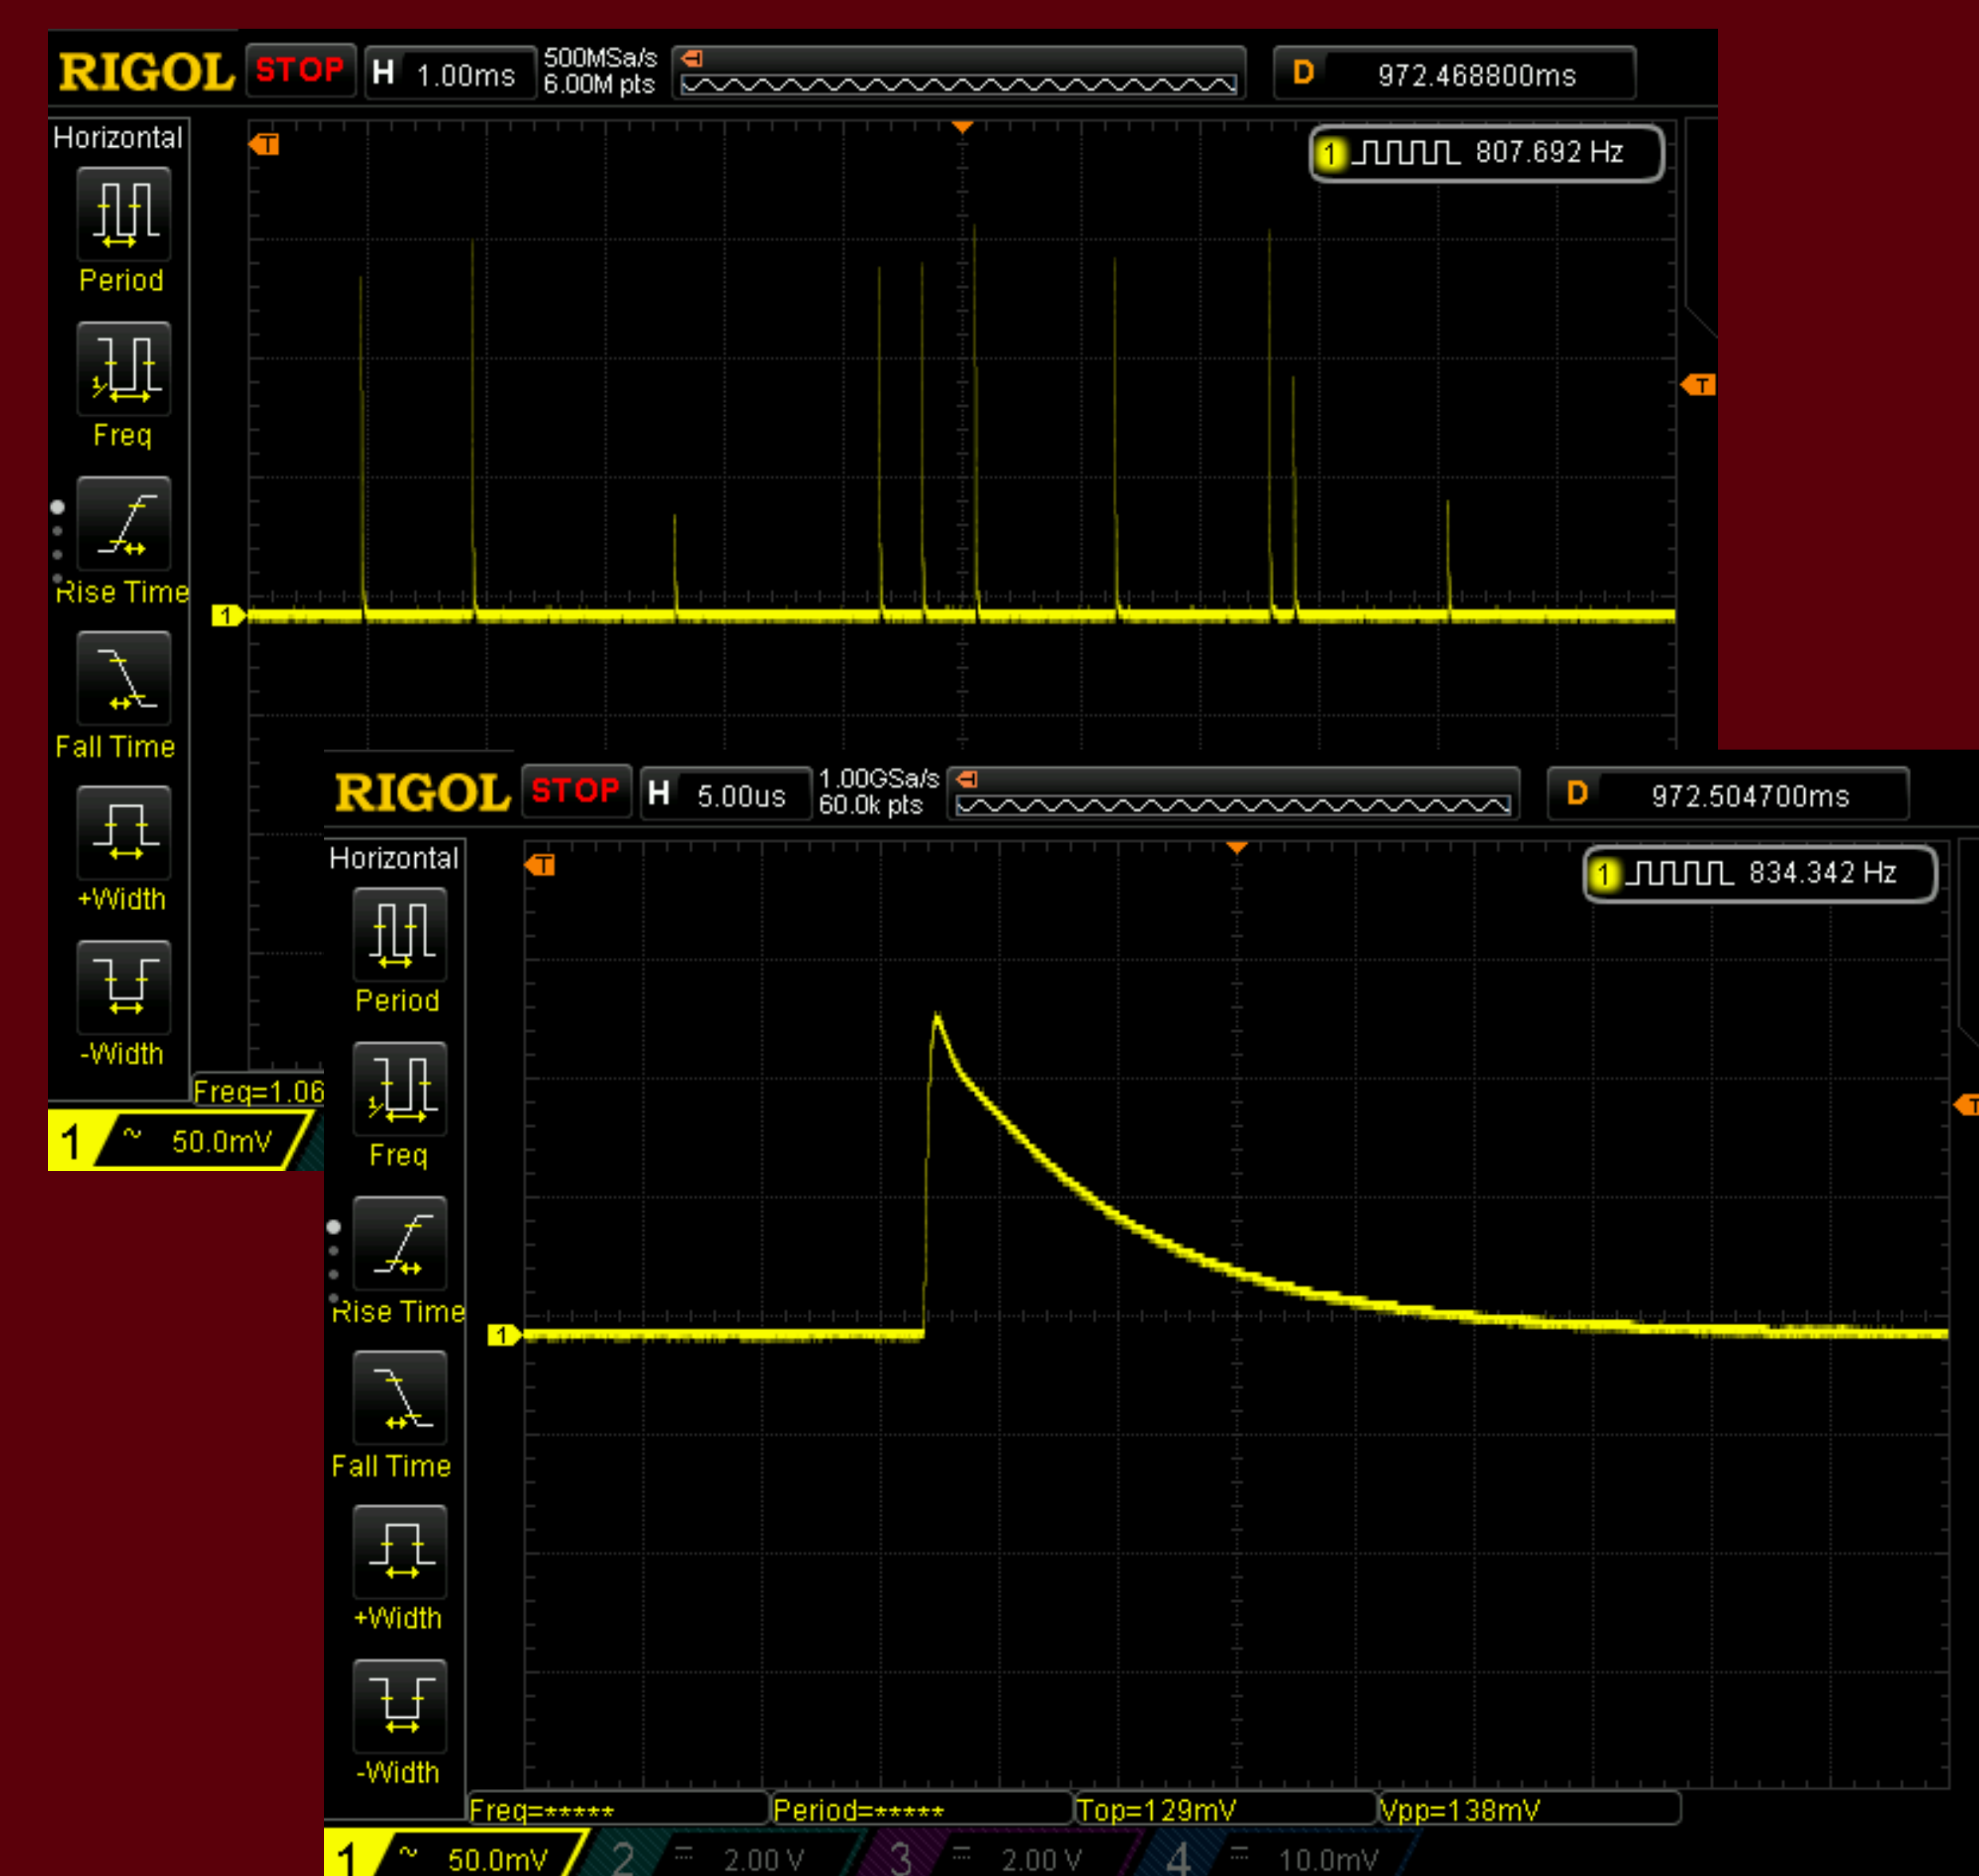 RIGOL STOP H 1.00ms 500MSa/s 6.00M pts D 972.468800ms
Horizontal
1 807.692 Hz
Period
Freq
Rise Time
1
Fall Time
+Width
-Width
Freq=1.06
1 ~ 50.0mV
RIGOL STOP H 5.00us 1.00GSa/s 60.0k pts D 972.504700ms
Horizontal
1 834.342 Hz
Period
Freq
Rise Time
1
Fall Time
+Width
-Width
Freq=***** Period=***** Top=129mV Vpp=138mV
1 ~ 50.0mV 2 2.00 V 3 2.00 V 4 10.0mV